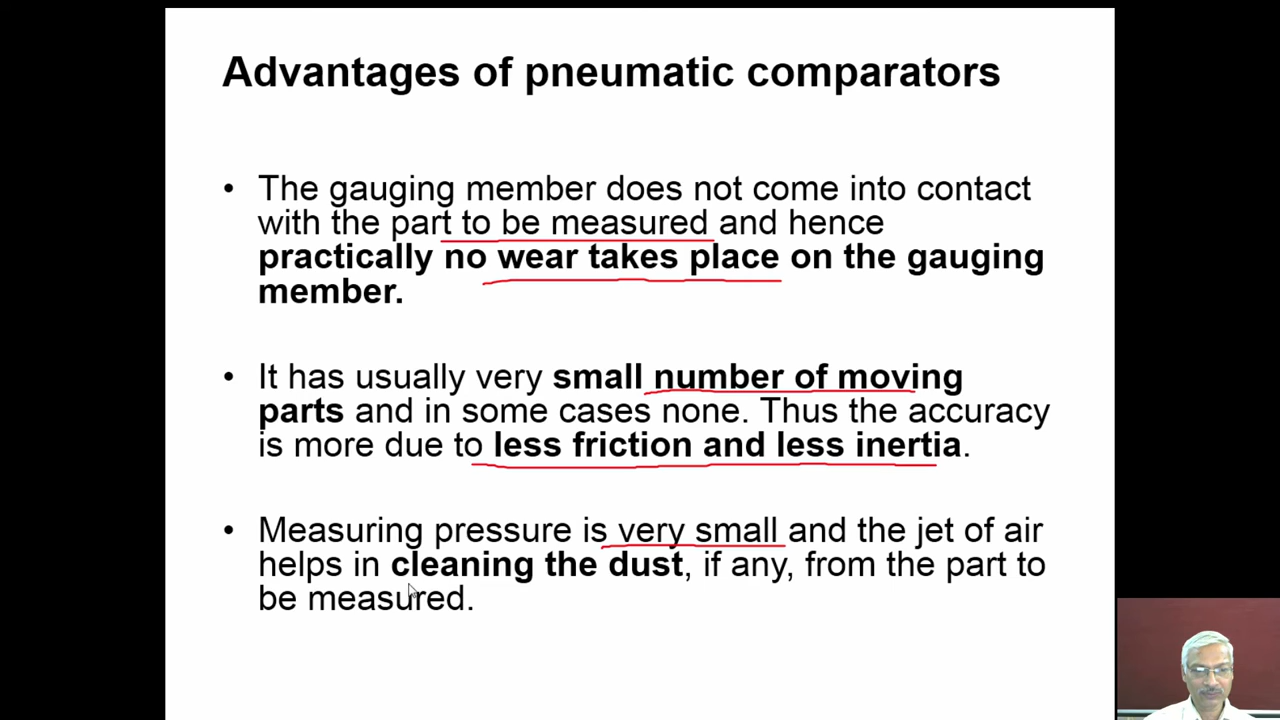 Advantages of pneumatic comparators
• The gauging member does not come into contact
with the part to be measured and hence
practically no wear takes place on the gauging
member.
• It has usually very small number of moving
parts and in some cases none. Thus the accuracy
is more due to less friction and less inertia.
• Measuring pressure is very small and the jet of air
helps in cleaning the dust, if any, from the part to
be measured.